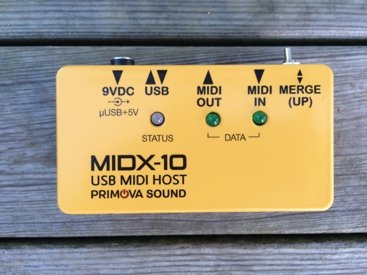 9VDC USB MIDI OUT MIDI IN MERGE (UP)
µUSB+5V
STATUS
DATA
MIDX-10
USB MIDI HOST
PRIMOVA SOUND